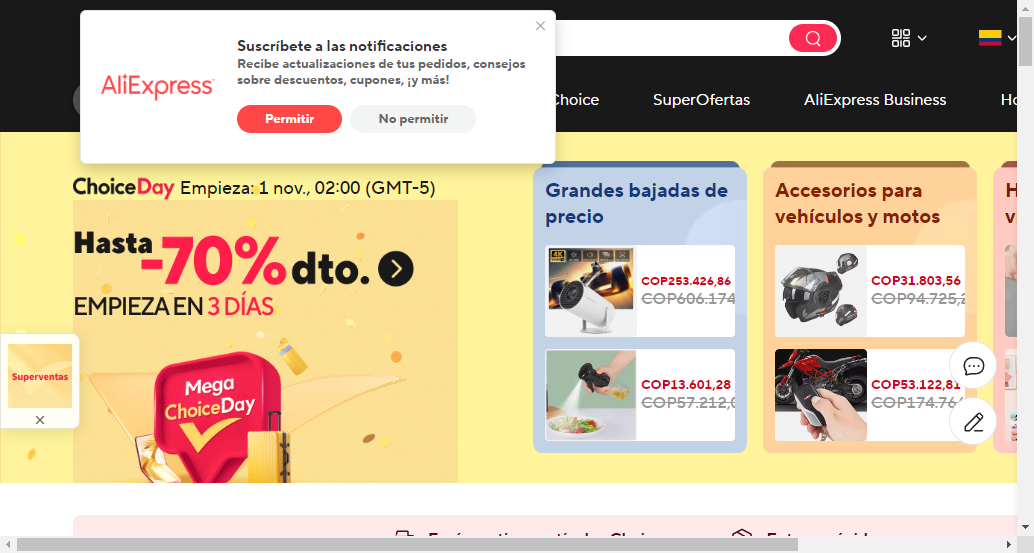 Suscríbete a las notificaciones
Recibe actualizaciones de tus pedidos, consejos
sobre descuentos, cupones, ¡y más!
AliExpress
Permitir
No permitir
Choice
SuperOfertas
AliExpress Business
ChoiceDay Empieza: 1 nov., 02:00 (GMT-5)
Hasta
-70% dto.
EMPIEZA EN 3 DÍAS
Mega
ChoiceDay
Superventas
Grandes bajadas de
precio
4K
COP253.426,86
COP606.174
COP13.601,28
COP57.212,0
Accesorios para
vehículos y motos
COP31.803,56
COP94.725,2
COP53.122,81
COP174.764